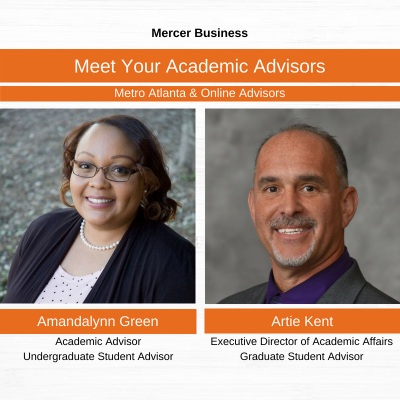 Mercer Business
Meet Your Academic Advisors
Metro Atlanta & Online Advisors
Amandalynn Green
Artie Kent
Academic Advisor
Undergraduate Student Advisor
Executive Director of Academic Affairs
Graduate Student Advisor